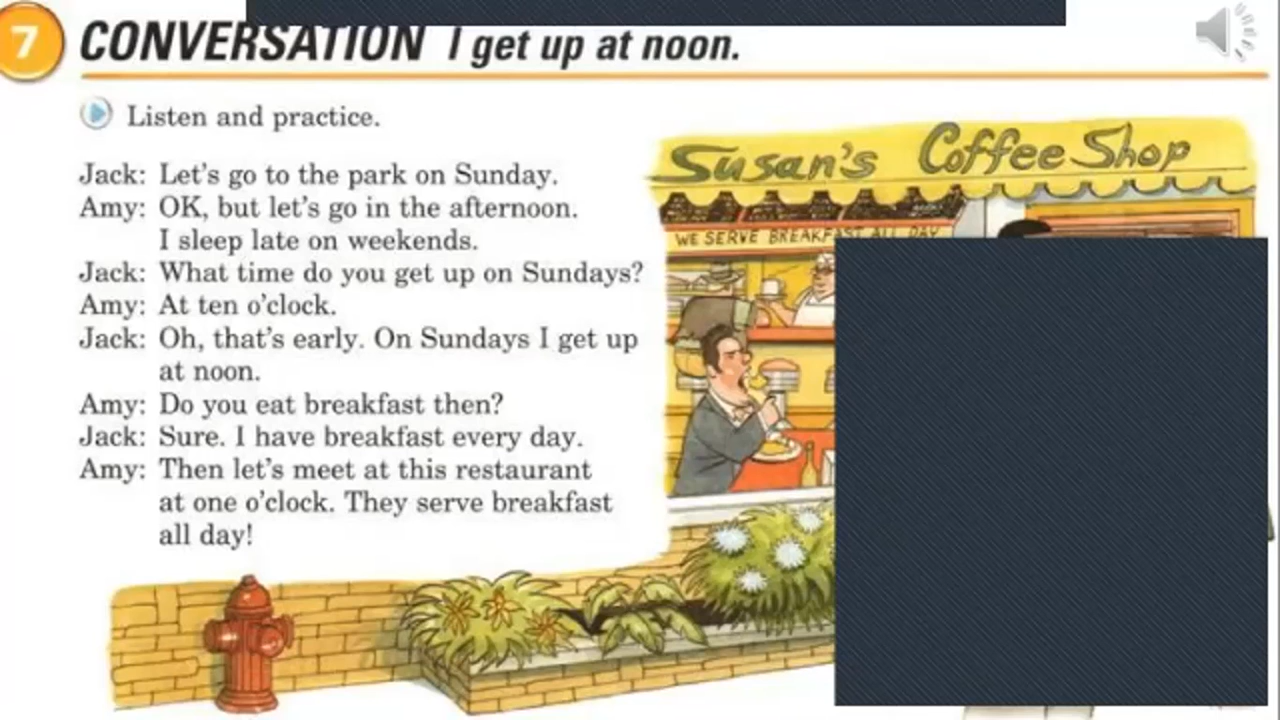 7 CONVERSATION I get up at noon.
Listen and practice.
Jack: Let's go to the park on Sunday.
Amy: OK, but let's go in the afternoon.
I sleep late on weekends.
Jack: What time do you get up on Sundays?
Amy: At ten o'clock.
Jack: Oh, that's early. On Sundays I get up
at noon.
Amy: Do you eat breakfast then?
Jack: Sure. I have breakfast every day.
Amy: Then let's meet at this restaurant
at one o'clock. They serve breakfast
all day!
Susan's Coffee Shop
WE SERVE BREAKFAST ALL DAY